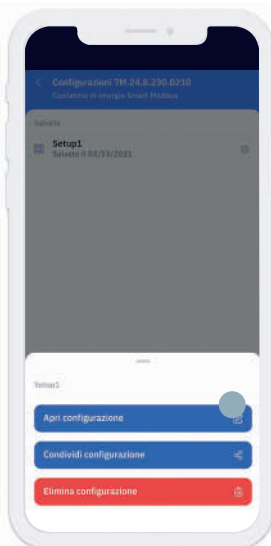 Configurazioni 7M.24.8.230.0210
Contatore di energia Smart Modbus
Salvate
Setup1
Salvato il 03/23/2021
Setup1
Apri configurazione
Condividi configurazione
Elimina configurazione